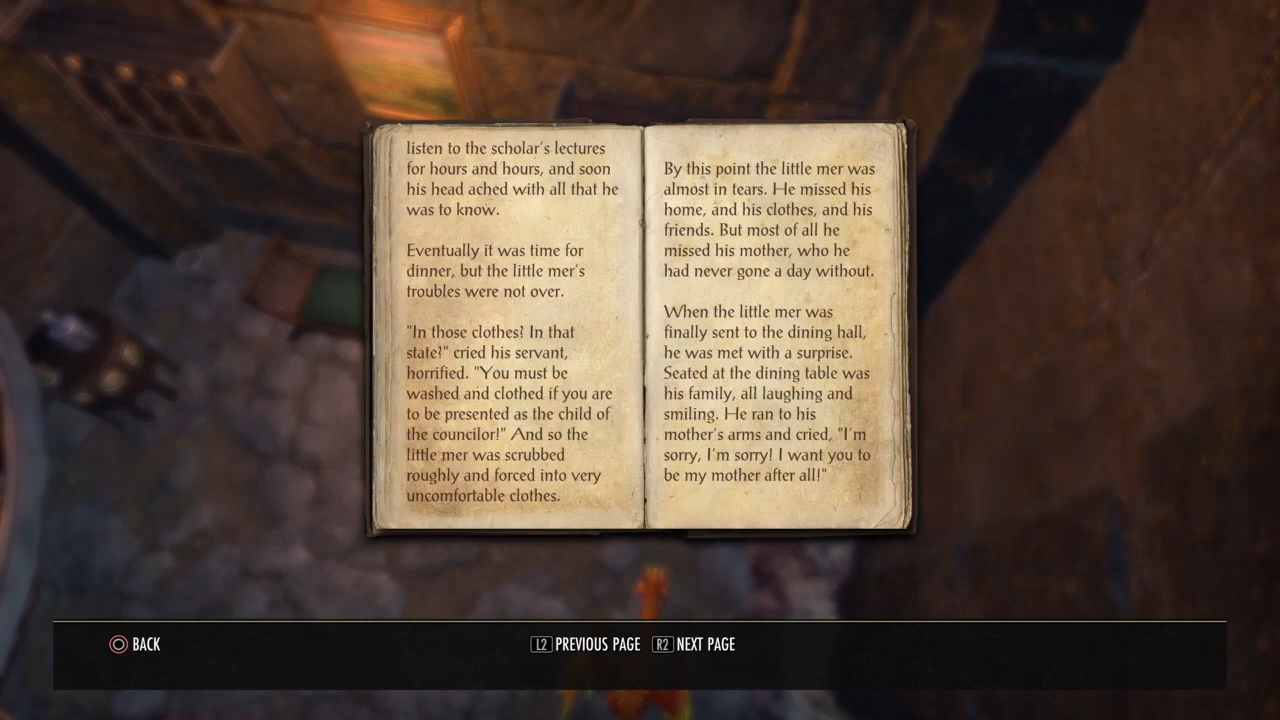 listen to the scholar's lectures
for hours and hours, and soon
his head ached with all that he
was to know.
Eventually it was time for
dinner, but the little mer's
troubles were not over.
"In those clothes? In that
state?" cried his servant,
horrified. "You must be
washed and clothed if you are
to be presented as the child of
the councilor!" And so the
little mer was scrubbed
roughly and forced into very
uncomfortable clothes.
By this point the little mer was
almost in tears. He missed his
home, and his clothes, and his
friends. But most of all he
missed his mother, who he
had never gone a day without.
When the little mer was
finally sent to the dining hall,
he was met with a surprise.
Seated at the dining table was
his family, all laughing and
smiling. He ran to his
mother's arms and cried, "I'm
sorry, I'm sorry! I want you to
be my mother after all!"
BACK
L2 PREVIOUS PAGE R2 NEXT PAGE